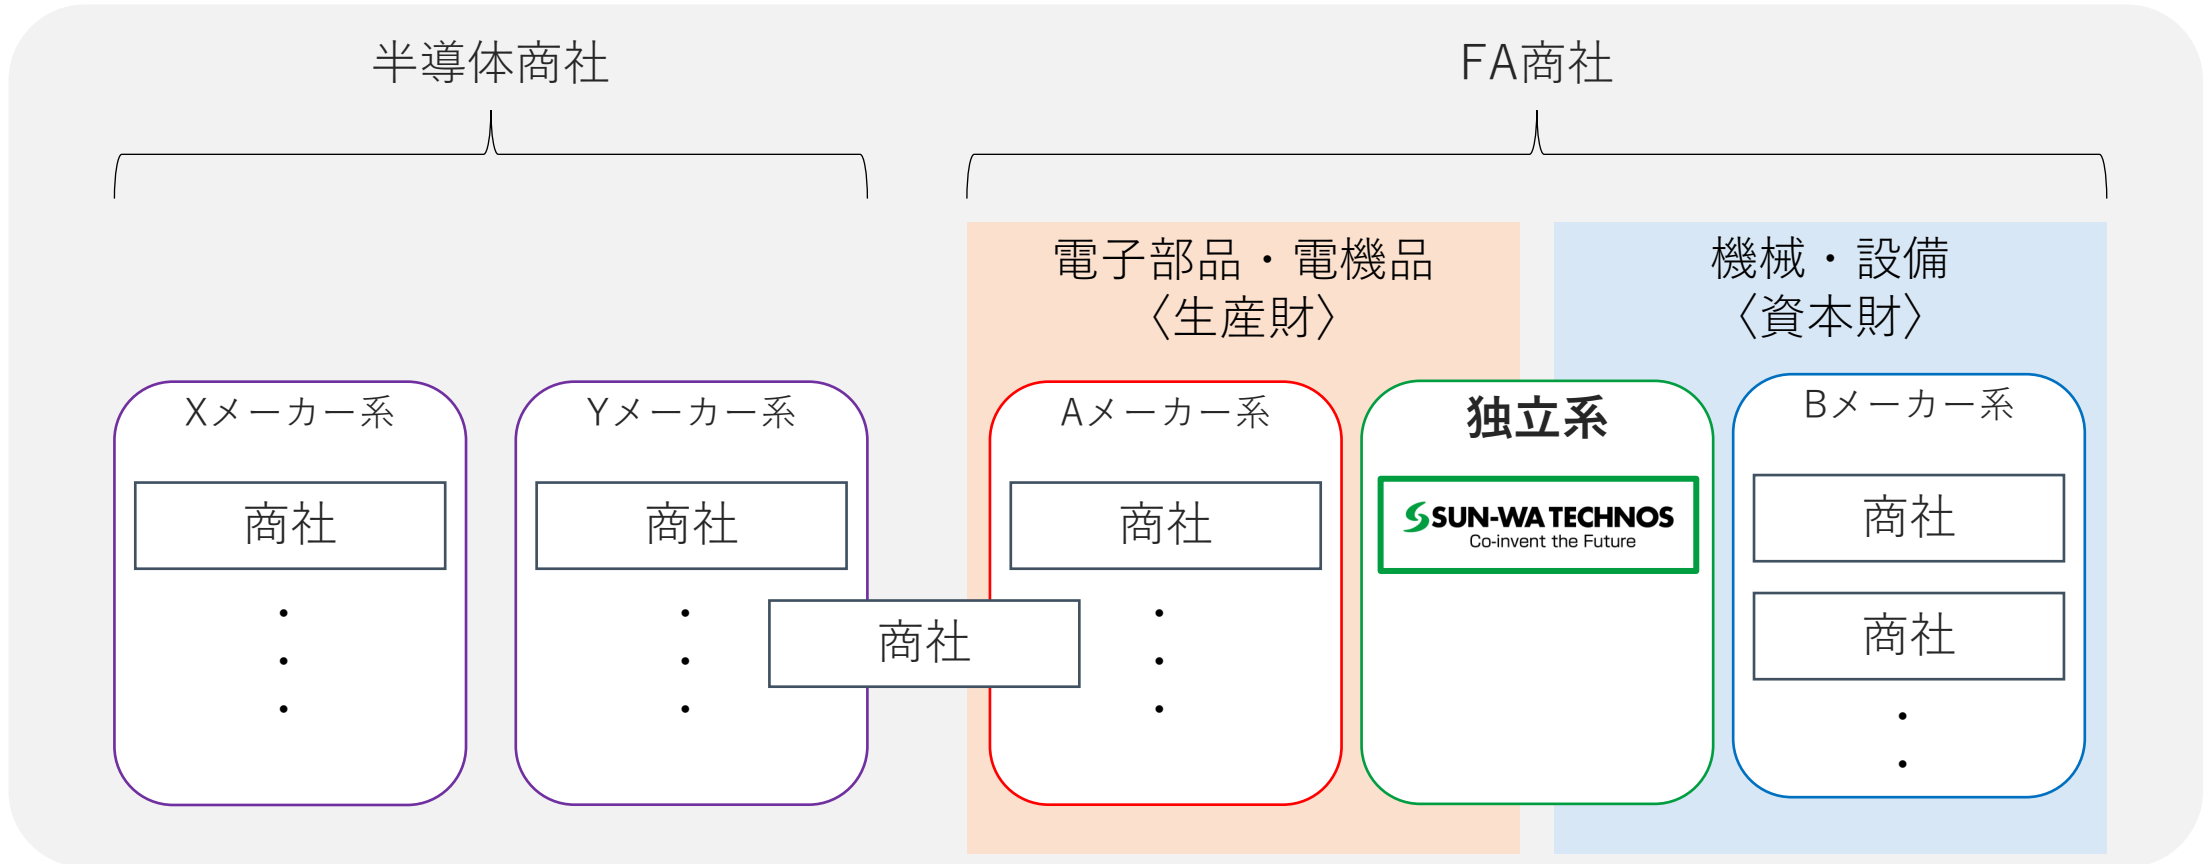 半導体商社
FA商社
電子部品・電機品
〈生産財〉
機械・設備
〈資本財〉
Xメーカー系
商社
・
・
・
Yメーカー系
商社
・
・
・
商社
Aメーカー系
商社
・
・
・
独立系
SUN-WA TECHNOS
Co-invent the Future
Bメーカー系
商社
商社
・
・